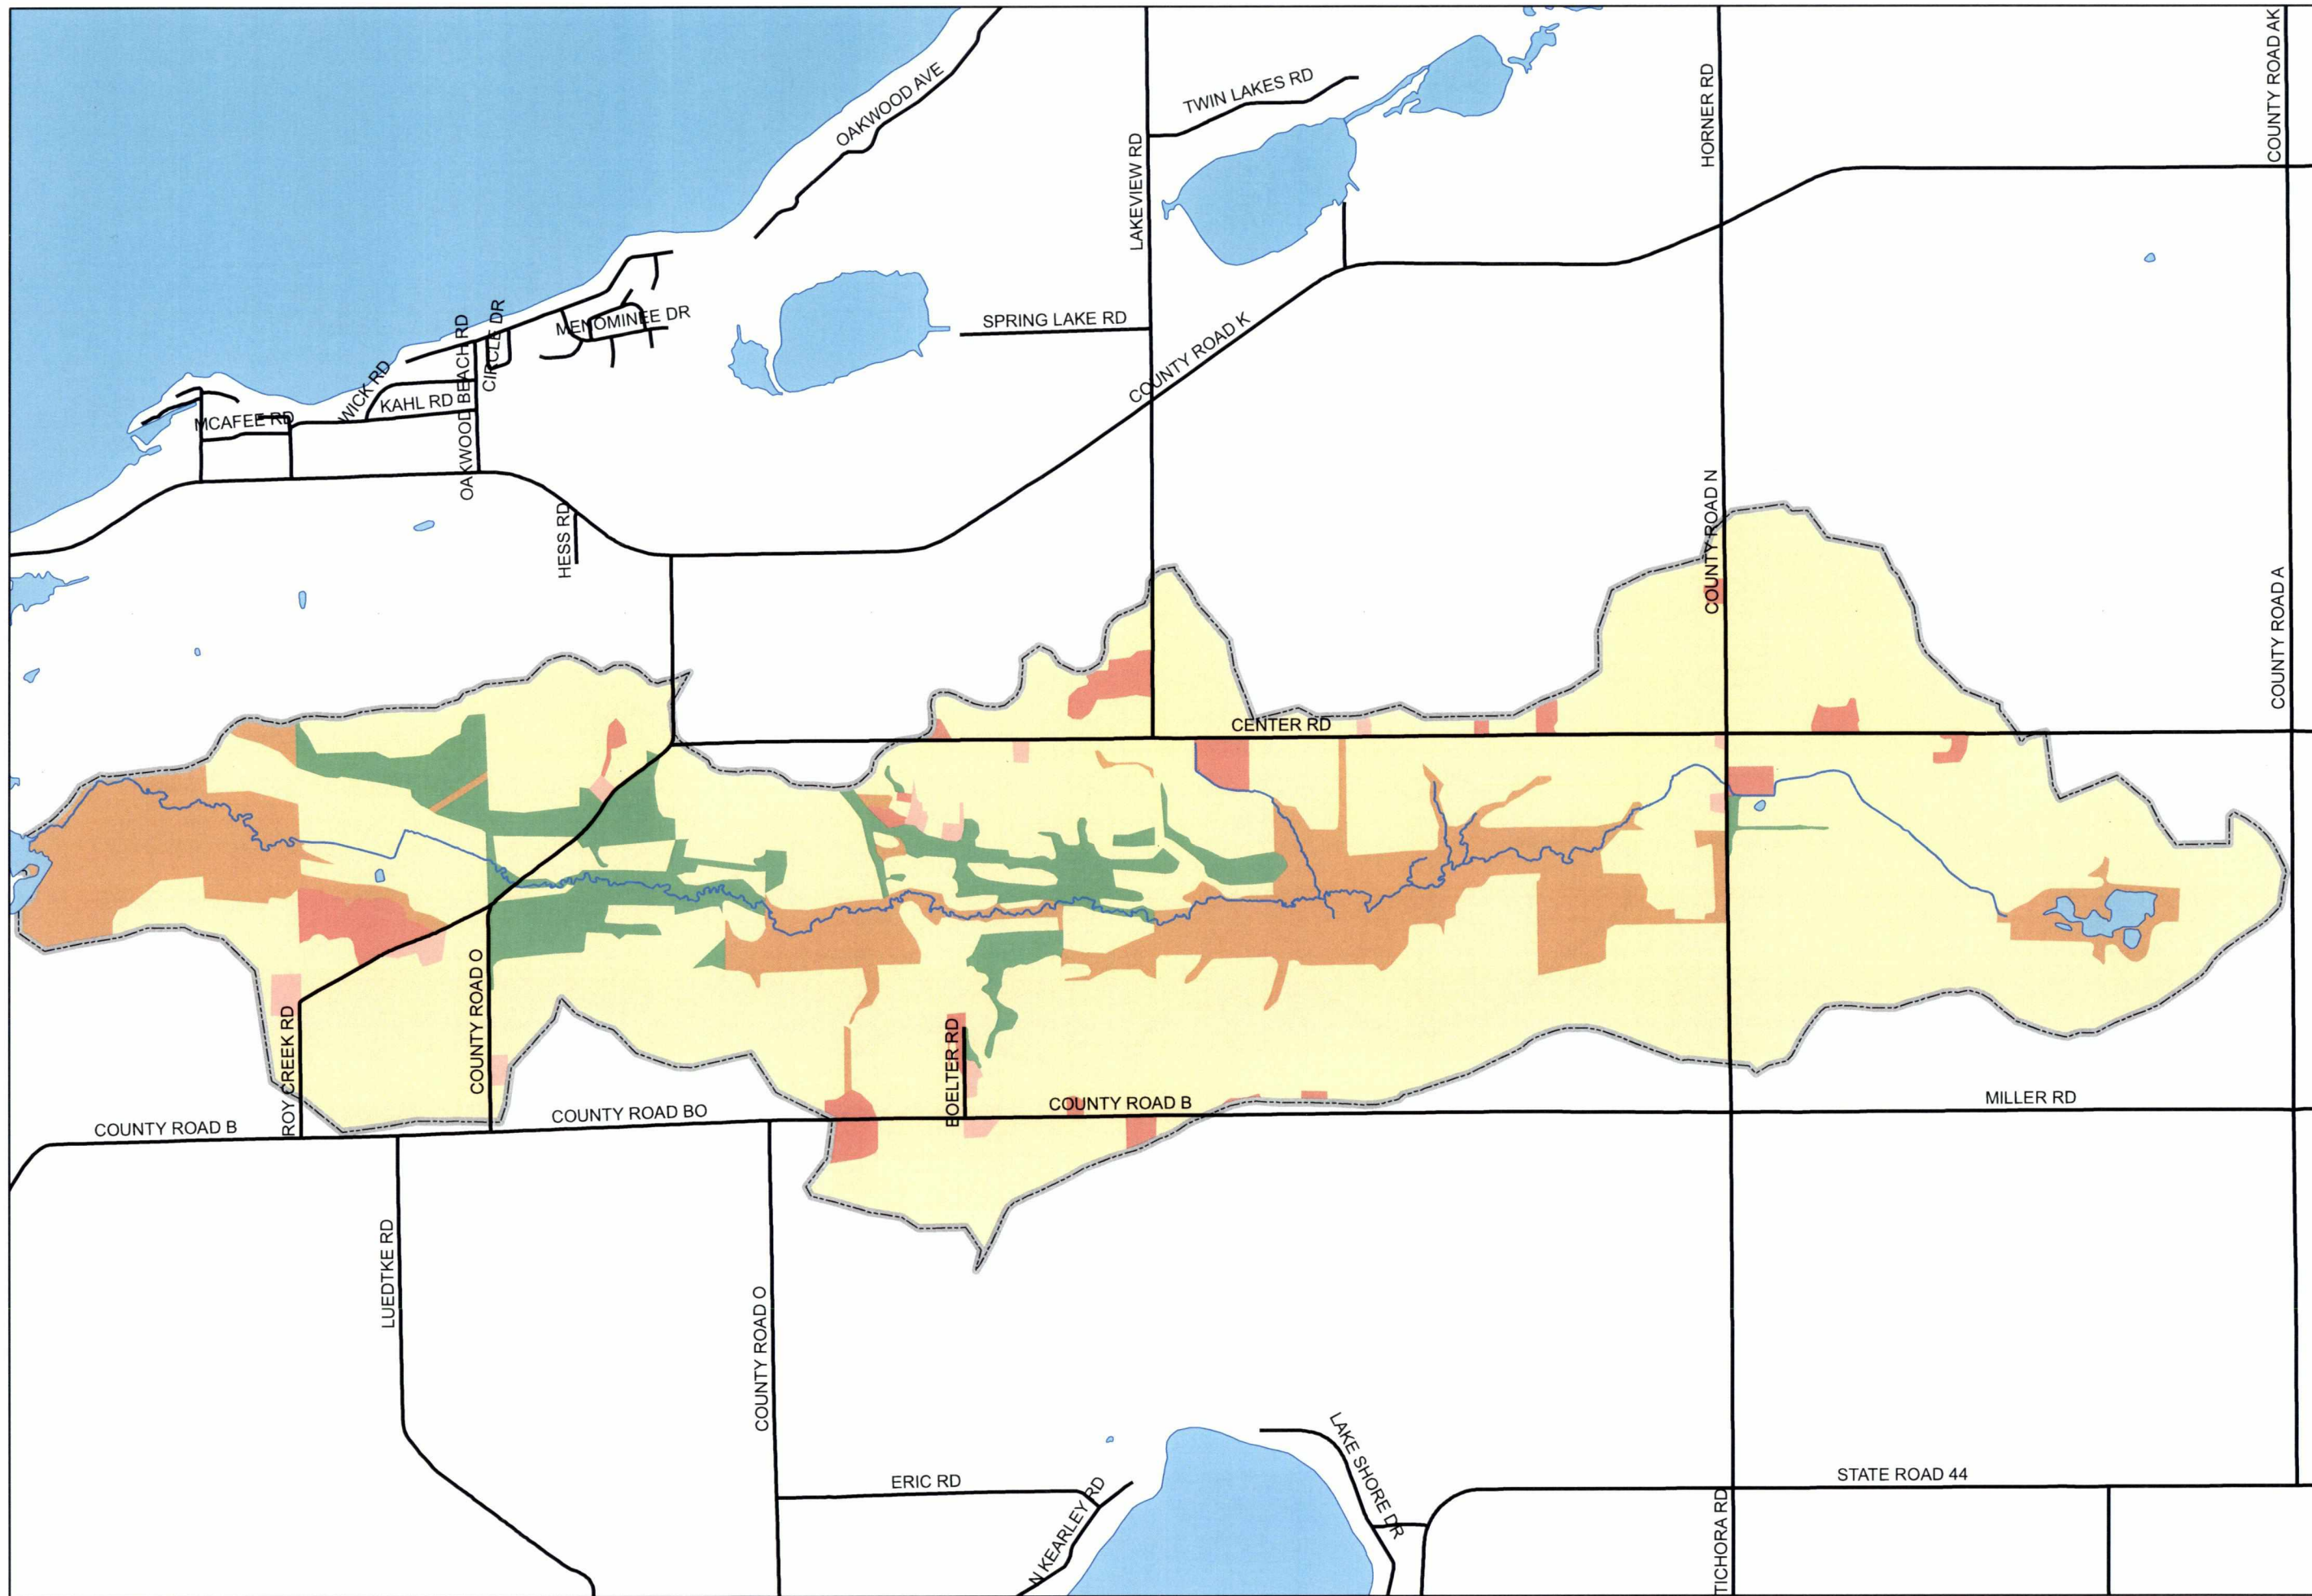 COUNTY ROAD AK
OAKWOOD AVE
TWIN LAKES RD
HORNER RD
LAKEVIEW RD
MENOMINEE DR
SPRING LAKE RD
COUNTY ROAD K
OAKWOOD BEACH RD
CIRCLE DR
WICK RD
KAHL RD
MCAFEE RD
HESS RD
COUNTY ROAD N
COUNTY ROAD A
CENTER RD
ROY CREEK RD
COUNTY ROAD O
BOELTER RD
COUNTY ROAD B
COUNTY ROAD BO
COUNTY ROAD B
MILLER RD
LUEDTKE RD
COUNTY ROAD O
ERIC RD
N KEARLEY RD
LAKE SHORE DR
STATE ROAD 44
TICHORA RD